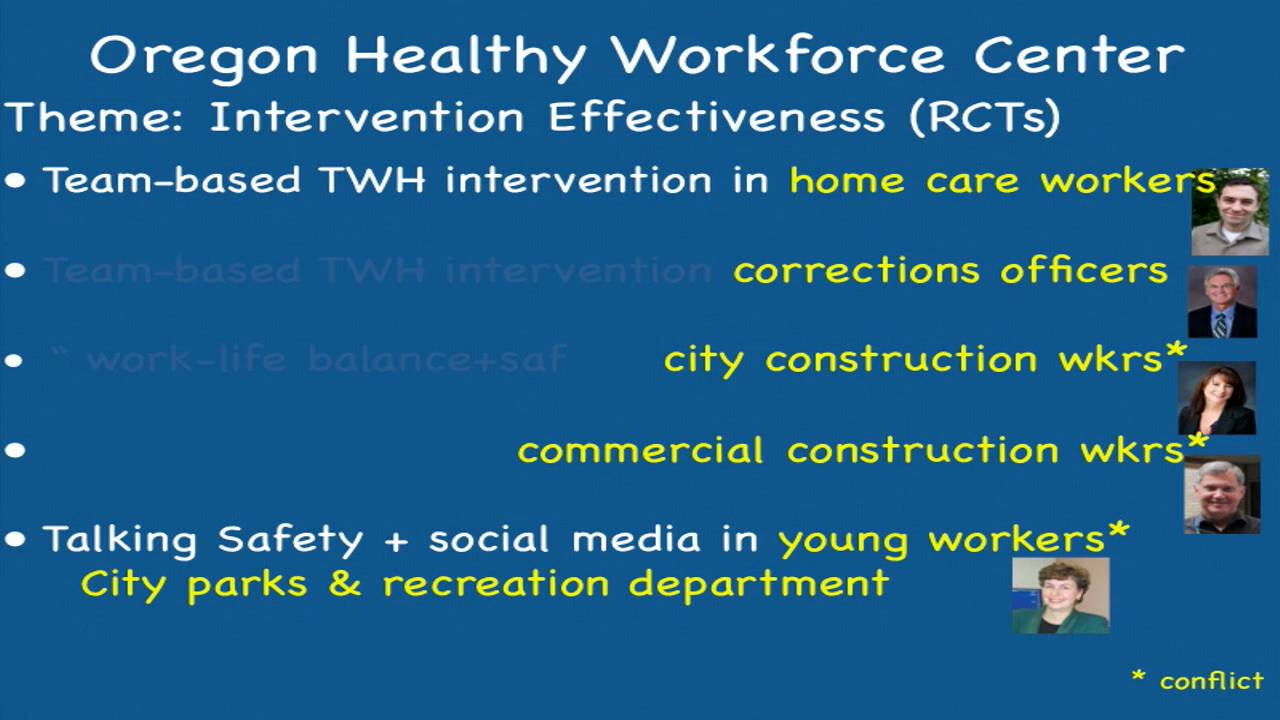 Oregon Healthy Workforce Center
Theme: Intervention Effectiveness (RCTs)
• Team-based TWH intervention in home care workers
• Team-based TWH intervention corrections officers
• “ work-life balance+saf city construction wkrs*
• commercial construction wkrs*
• Talking Safety + social media in young workers*
City parks & recreation department
* conflict